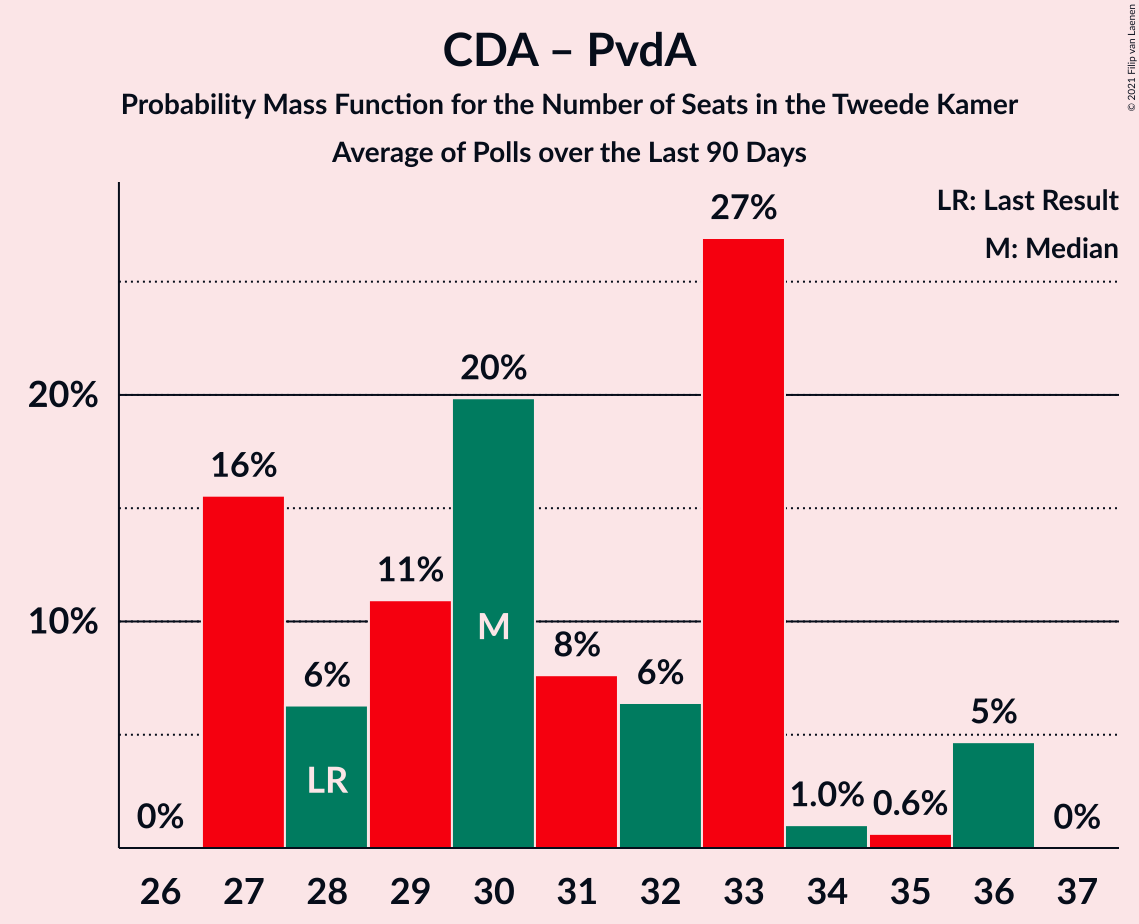 CDA – PvdA
Probability Mass Function for the Number of Seats in the Tweede Kamer
Average of Polls over the Last 90 Days
© 2021 Filip van Laenen
LR: Last Result
M: Median
27%
20%
20%
16%
11%
10%
M
8%
6%
6%
5%
LR
0%
1.0%
0.6%
0%
26 27 28 29 30 31 32 33 34 35 36 37